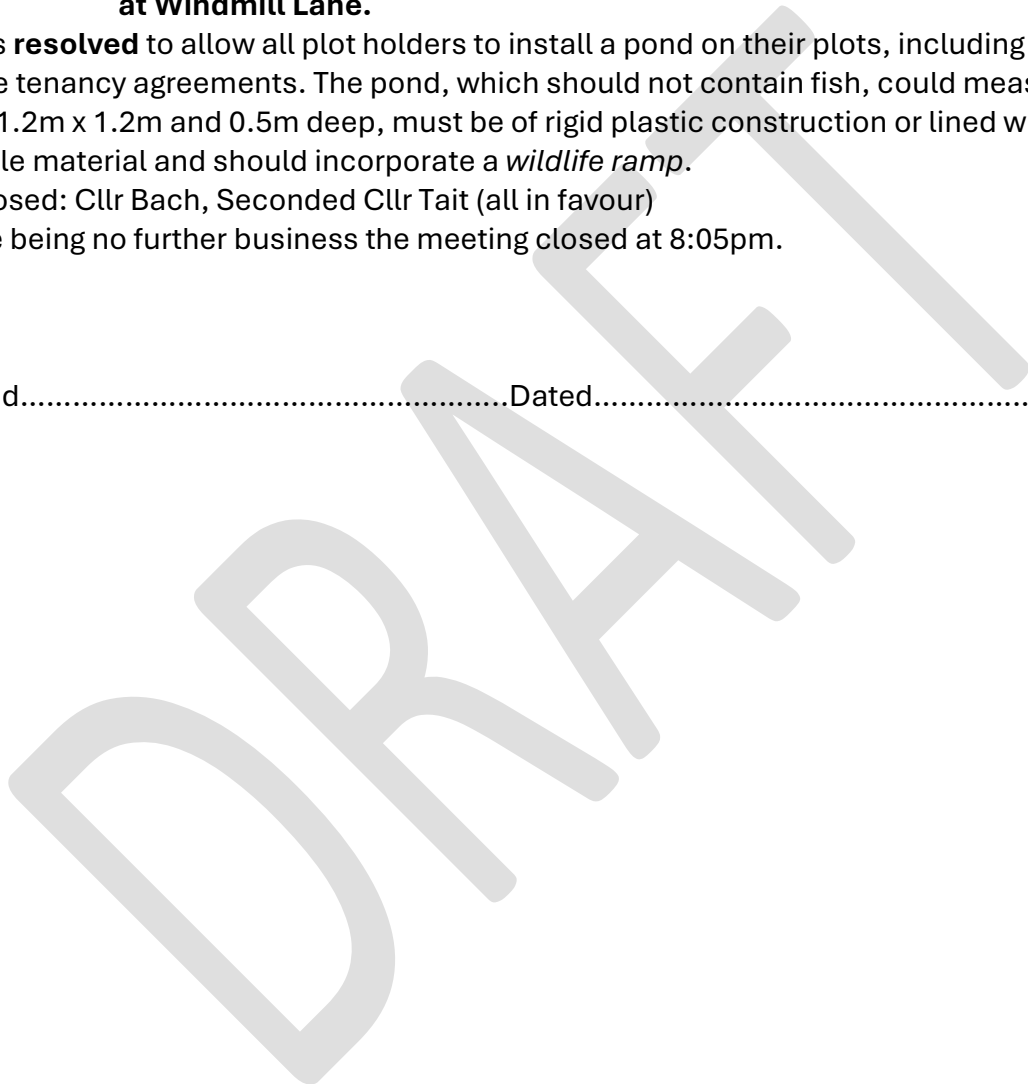 at Windmill Lane.
s resolved to allow all plot holders to install a pond on their plots, including
e tenancy agreements. The pond, which should not contain fish, could meas
1.2m x 1.2m and 0.5m deep, must be of rigid plastic construction or lined w
le material and should incorporate a wildlife ramp.
osed: Cllr Bach, Seconded Cllr Tait (all in favour)
e being no further business the meeting closed at 8:05pm.
d..........................................................Dated....................................................
DRAFT